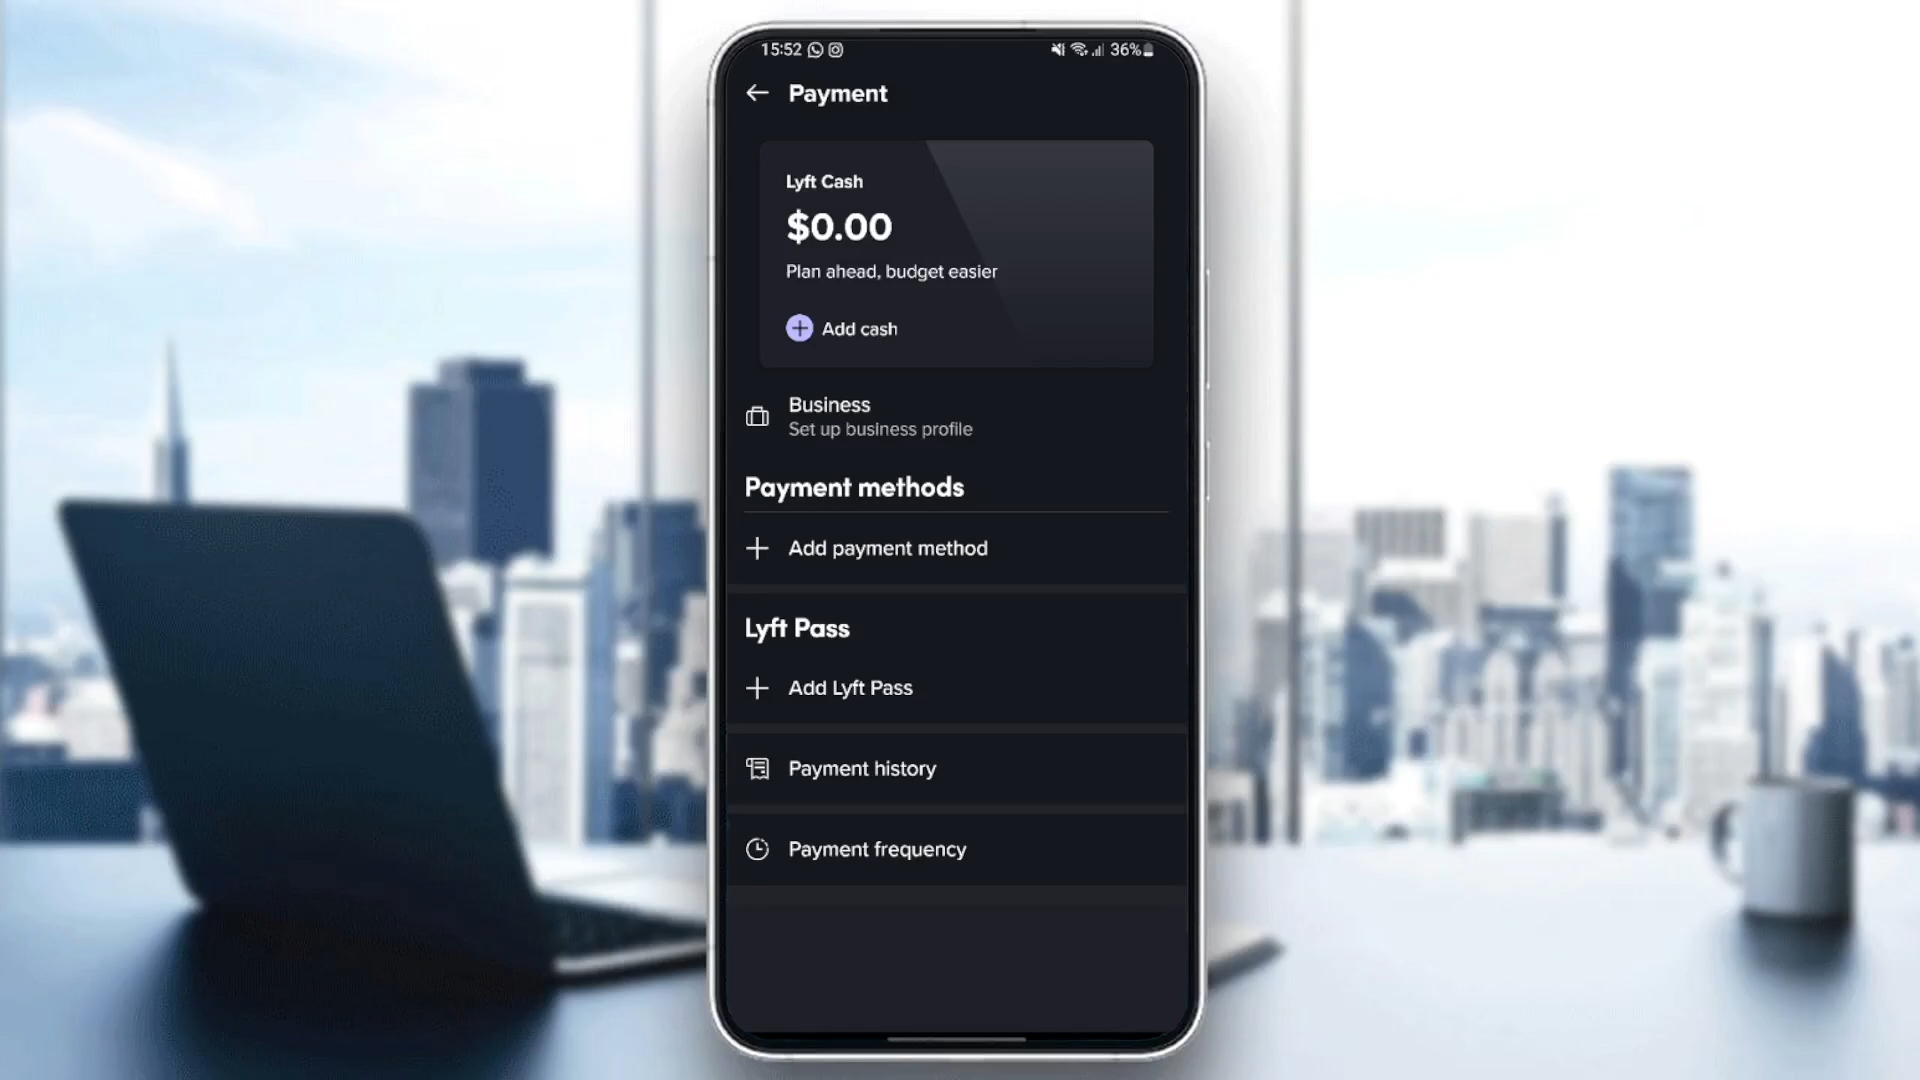 15:52 36%
Payment
Lyft Cash
$0.00
Plan ahead, budget easier
Add cash
Business
Set up business profile
Payment methods
Add payment method
Lyft Pass
Add Lyft Pass
Payment history
Payment frequency